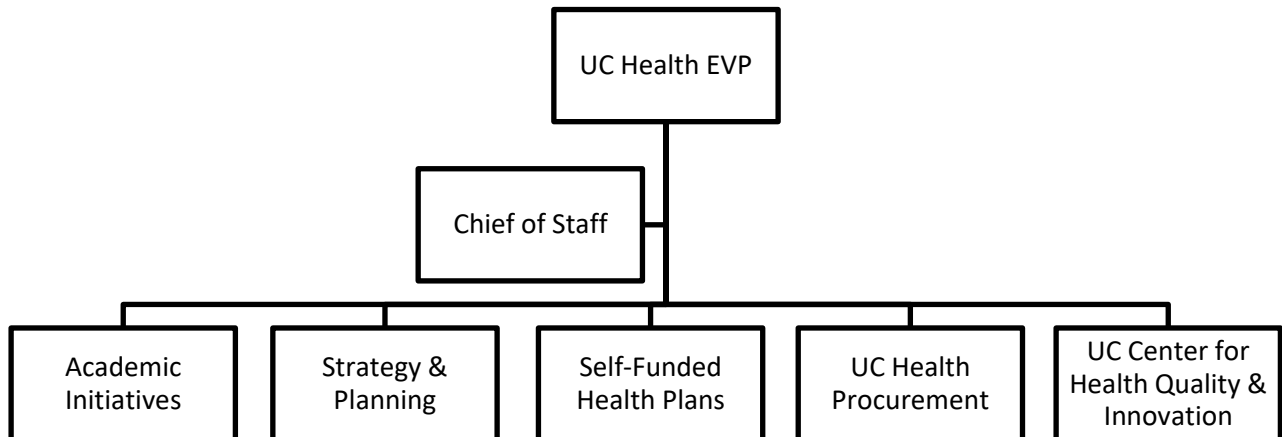 UC Health EVP
Chief of Staff
Academic
Initiatives
Strategy &
Planning
Self-Funded
Health Plans
UC Health
Procurement
UC Center for
Health Quality &
Innovation